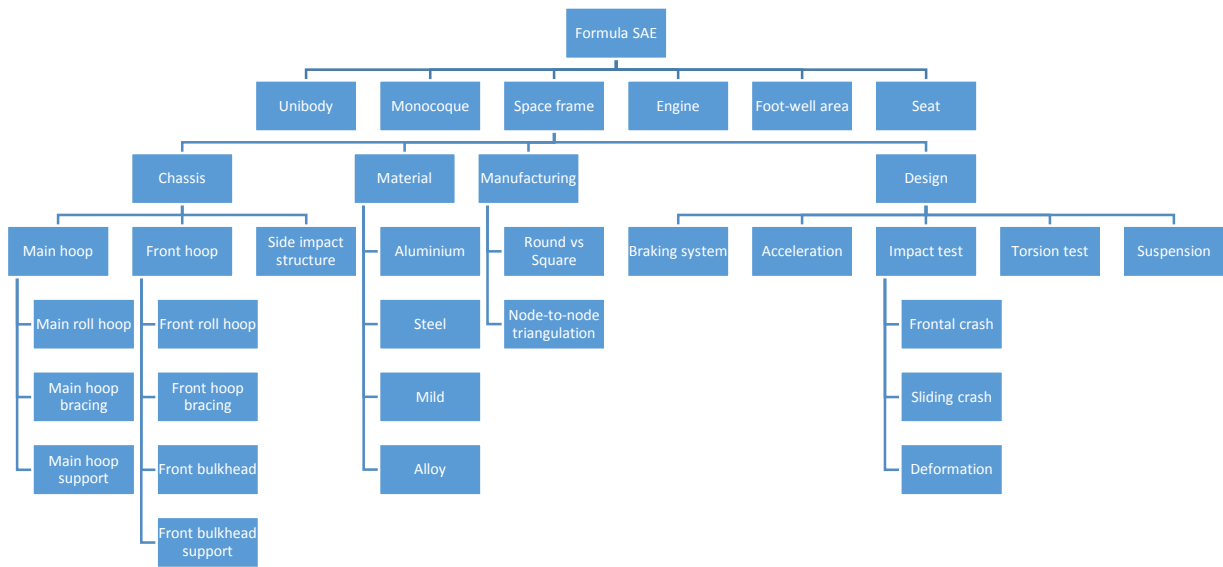 Formula SAE
Unibody
Monocoque
Space frame
Engine
Foot-well area
Seat
Chassis
Material
Manufacturing
Design
Main hoop
Front hoop
Side impact
structure
Aluminium
Round vs
Square
Braking system
Acceleration
Impact test
Torsion test
Suspension
Main roll hoop
Front roll hoop
Steel
Node-to-node
triangulation
Frontal crash
Main hoop
bracing
Front hoop
bracing
Mild
Sliding crash
Main hoop
support
Front bulkhead
Alloy
Deformation
Front bulkhead
support